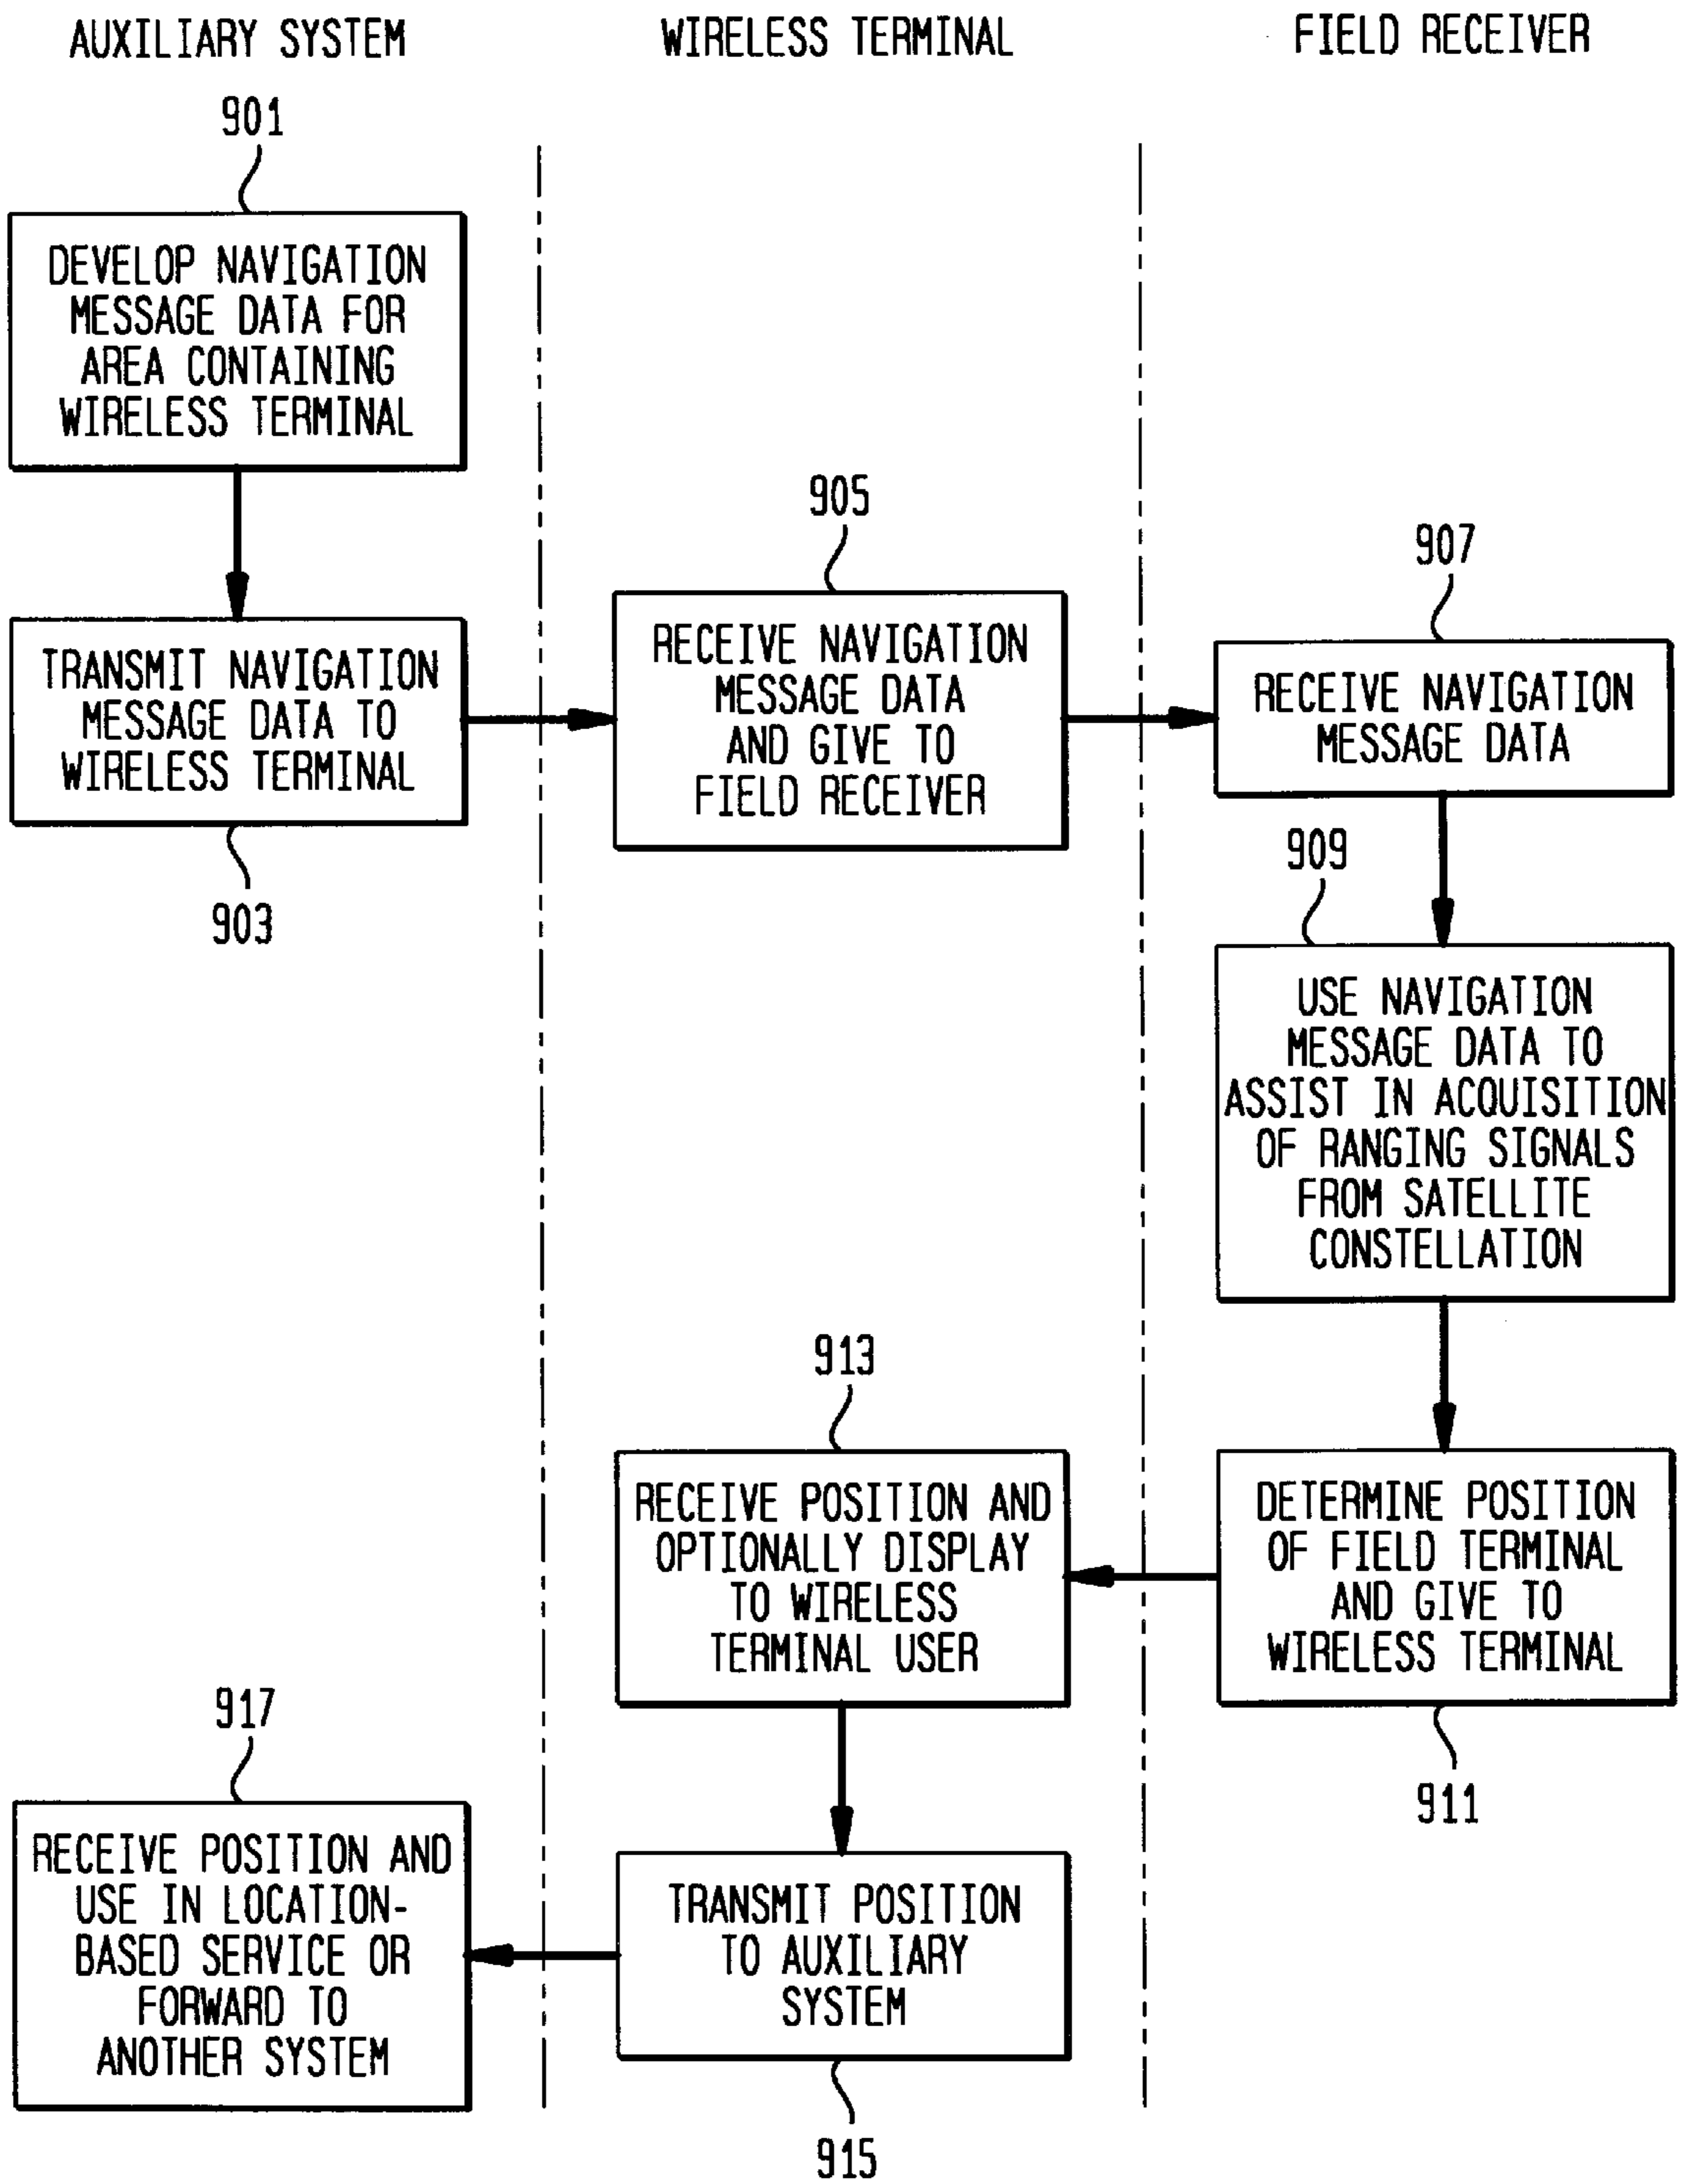 AUXILIARY SYSTEM
WIRELESS TERMINAL
FIELD RECEIVER
901
DEVELOP NAVIGATION
MESSAGE DATA FOR
AREA CONTAINING
WIRELESS TERMINAL
TRANSMIT NAVIGATION
MESSAGE DATA TO
WIRELESS TERMINAL
903
905
RECEIVE NAVIGATION
MESSAGE DATA
AND GIVE TO
FIELD RECEIVER
907
RECEIVE NAVIGATION
MESSAGE DATA
909
USE NAVIGATION
MESSAGE DATA TO
ASSIST IN ACQUISITION
OF RANGING SIGNALS
FROM SATELLITE
CONSTELLATION
DETERMINE POSITION
OF FIELD TERMINAL
AND GIVE TO
WIRELESS TERMINAL
911
913
RECEIVE POSITION AND
OPTIONALLY DISPLAY
TO WIRELESS
TERMINAL USER
TRANSMIT POSITION
TO AUXILIARY
SYSTEM
915
917
RECEIVE POSITION AND
USE IN LOCATION-
BASED SERVICE OR
FORWARD TO
ANOTHER SYSTEM